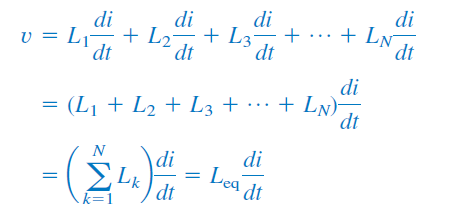 v = L₁ di/dt + L₂ di/dt + L₃ di/dt + ⋯ + L_N di/dt
= (L₁ + L₂ + L₃ + ⋯ + L_N) di/dt
= (∑_{k=1}^{N} L_k) di/dt = L_eq di/dt